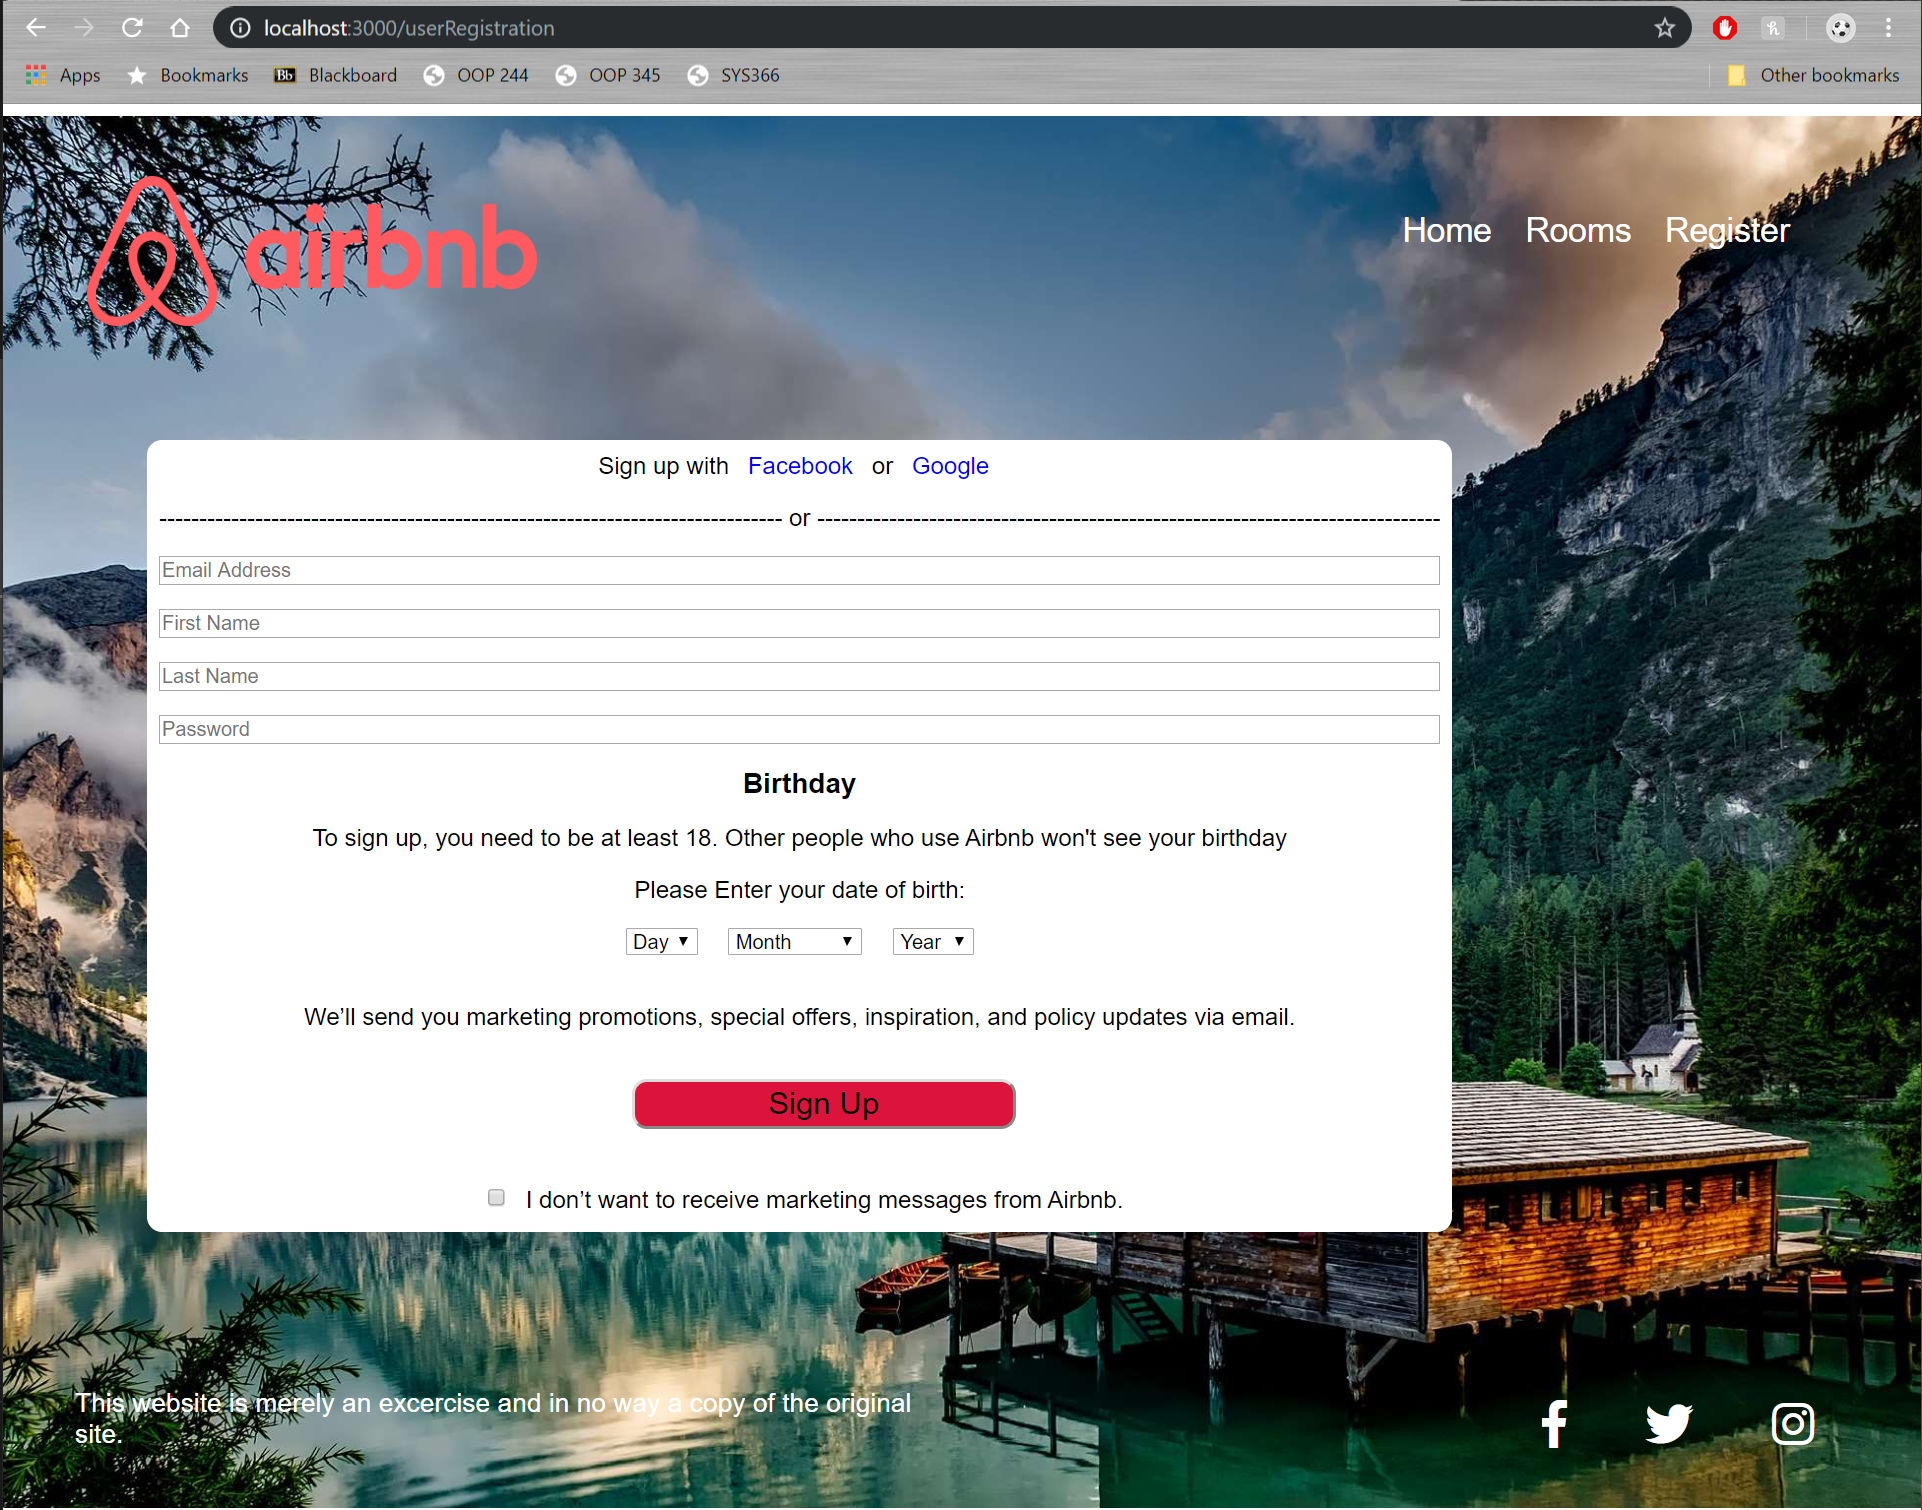 localhost:3000/userRegistration
Apps Bookmarks Bb Blackboard OOP 244 OOP 345 SYS366 Other bookmarks
airbnb
Home Rooms Register
Sign up with Facebook or Google
------------------------------------------------------------------------------ or ------------------------------------------------------------------------------
Email Address
First Name
Last Name
Password
Birthday
To sign up, you need to be at least 18. Other people who use Airbnb won't see your birthday
Please Enter your date of birth:
Day Month Year
We’ll send you marketing promotions, special offers, inspiration, and policy updates via email.
Sign Up
I don’t want to receive marketing messages from Airbnb.
This website is merely an excercise and in no way a copy of the original
site.